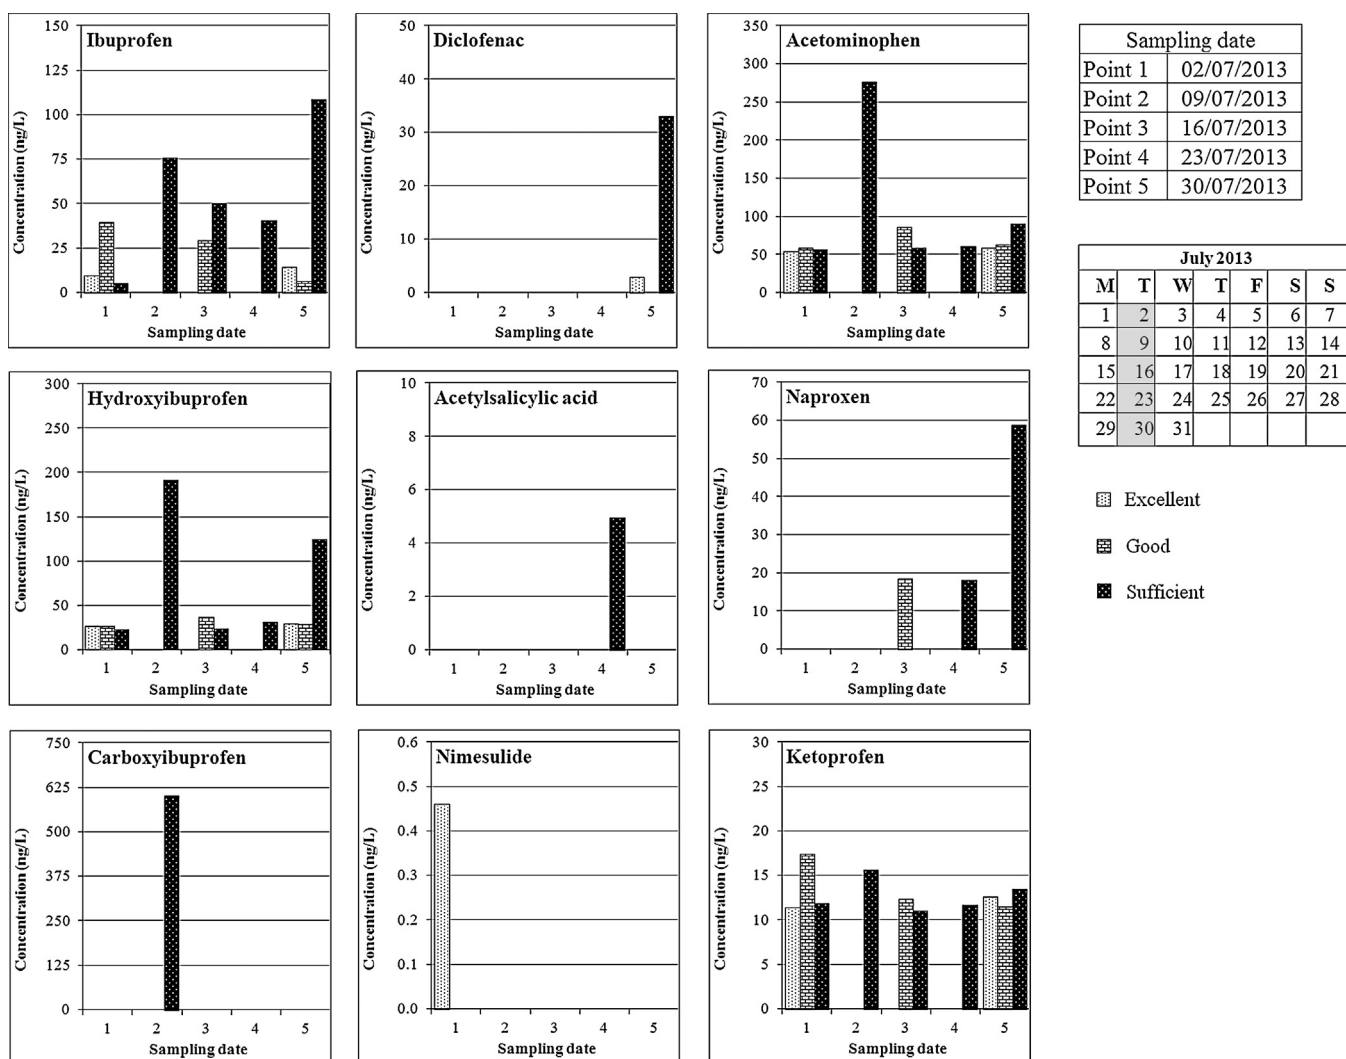 Ibuprofen
Concentration (ng/L)
150
125
100
75
50
25
0
1 2 3 4 5
Sampling date
Diclofenac
Concentration (ng/L)
50
40
30
20
10
0
1 2 3 4 5
Sampling date
Acetominophen
Concentration (ng/L)
350
300
250
200
150
100
50
0
1 2 3 4 5
Sampling date
Sampling date
Point 1 02/07/2013
Point 2 09/07/2013
Point 3 16/07/2013
Point 4 23/07/2013
Point 5 30/07/2013
July 2013
M T W T F S S
1 2 3 4 5 6 7
8 9 10 11 12 13 14
15 16 17 18 19 20 21
22 23 24 25 26 27 28
29 30 31
Excellent
Good
Sufficient
Hydroxyibuprofen
Concentration (ng/L)
300
250
200
150
100
50
0
1 2 3 4 5
Sampling date
Acetylsalicylic acid
Concentration (ng/L)
10
8
6
4
2
0
1 2 3 4 5
Sampling date
Naproxen
Concentration (ng/L)
70
60
50
40
30
20
10
0
1 2 3 4 5
Sampling date
Carboxyibuprofen
Concentration (ng/L)
750
625
500
375
250
125
0
1 2 3 4 5
Sampling date
Nimesulide
Concentration (ng/L)
0.6
0.5
0.4
0.3
0.2
0.1
0.0
1 2 3 4 5
Sampling date
Ketoprofen
Concentration (ng/L)
30
25
20
15
10
5
0
1 2 3 4 5
Sampling date